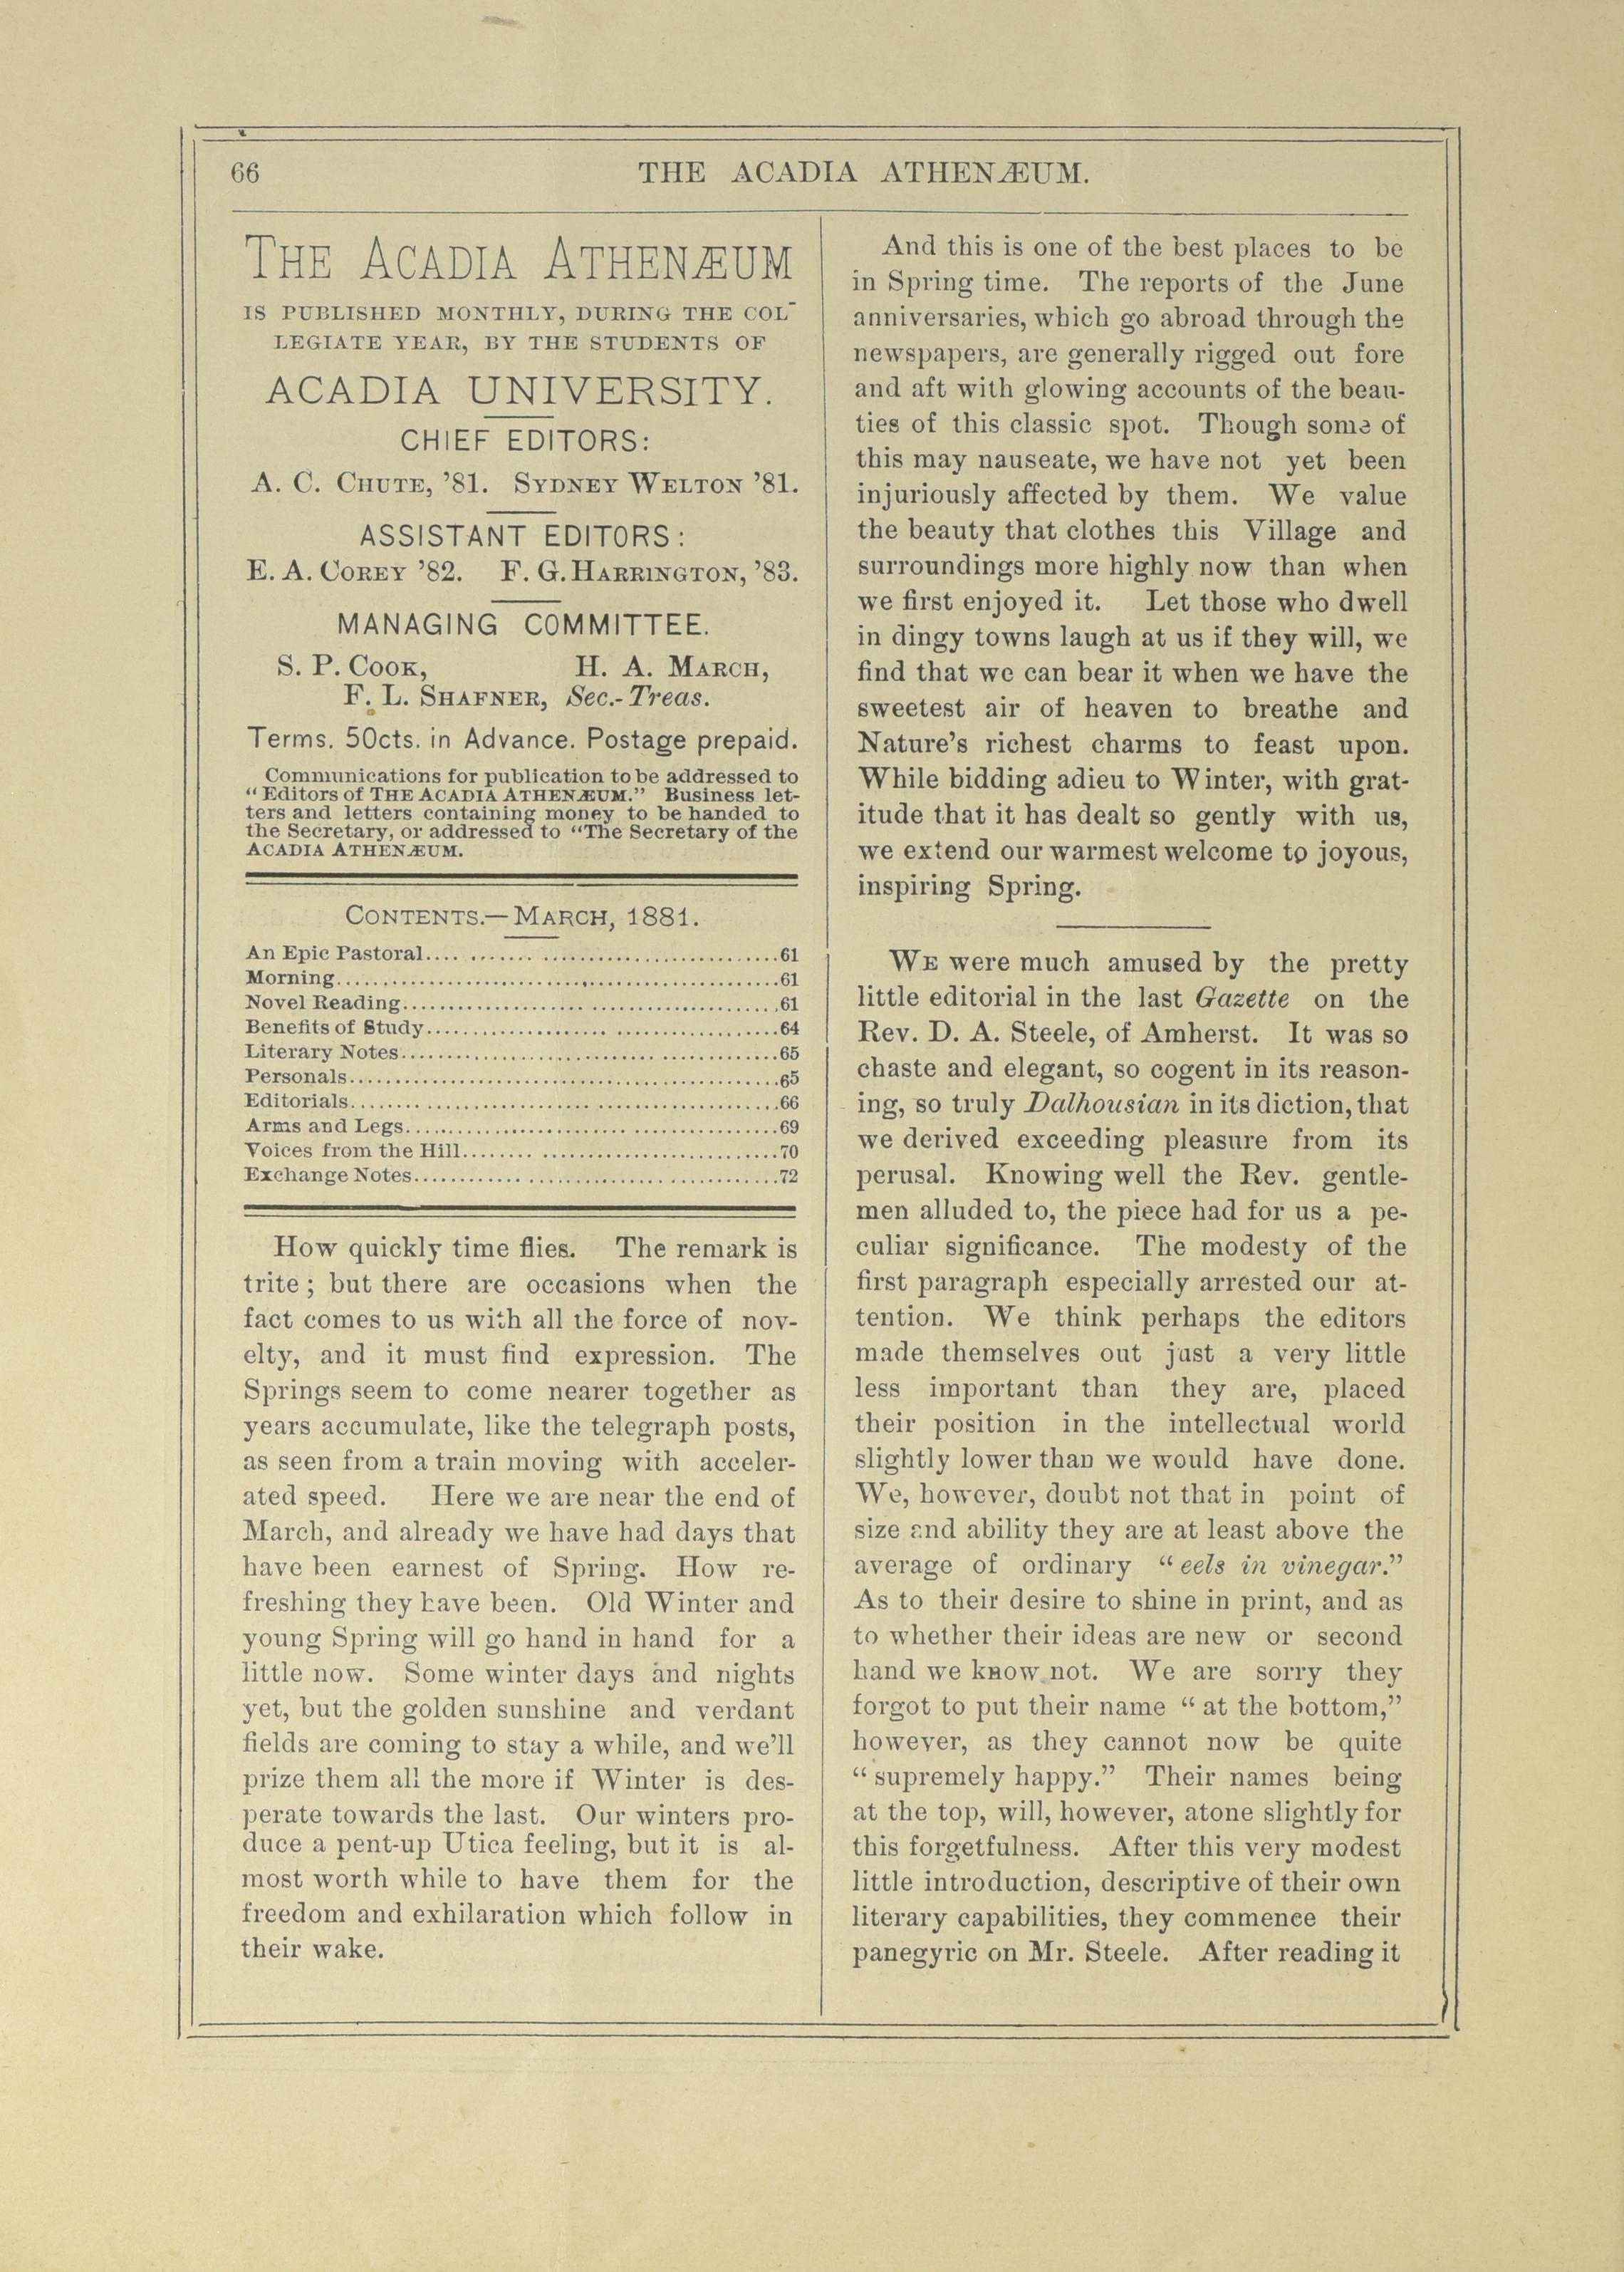 66
THE ACADIA ATHENÆUM.
THE ACADIA ATHENÆUM
IS PUBLISHED MONTHLY, DURING THE COL-
LEGIATE YEAR, BY THE STUDENTS OF
ACADIA UNIVERSITY.
CHIEF EDITORS:
A. C. CHUTE, ’81. SYDNEY WELTON ’81.
ASSISTANT EDITORS:
E. A. COREY ’82. F. G. HARRINGTON, ’83.
MANAGING COMMITTEE.
S. P. COOK, H. A. MARCH,
F. L. SHAFNER, Sec.-Treas.
Terms. 50cts. in Advance. Postage prepaid.
Communications for publication to be addressed to
“Editors of THE ACADIA ATHENÆUM.” Business let-
ters and letters containing money to be handed to
the Secretary, or addressed to “The Secretary of the
ACADIA ATHENÆUM.
CONTENTS.—MARCH, 1881.
An Epic Pastoral........................................61
Morning........................................61
Novel Reading........................................61
Benefits of Study........................................64
Literary Notes........................................65
Personals........................................65
Editorials........................................66
Arms and Legs........................................69
Voices from the Hill........................................70
Exchange Notes........................................72
How quickly time flies. The remark is
trite; but there are occasions when the
fact comes to us with all the force of nov-
elty, and it must find expression. The
Springs seem to come nearer together as
years accumulate, like the telegraph posts,
as seen from a train moving with acceler-
ated speed. Here we are near the end of
March, and already we have had days that
have been earnest of Spring. How re-
freshing they have been. Old Winter and
young Spring will go hand in hand for a
little now. Some winter days and nights
yet, but the golden sunshine and verdant
fields are coming to stay a while, and we’ll
prize them all the more if Winter is des-
perate towards the last. Our winters pro-
duce a pent-up Utica feeling, but it is al-
most worth while to have them for the
freedom and exhilaration which follow in
their wake.
And this is one of the best places to be
in Spring time. The reports of the June
anniversaries, which go abroad through the
newspapers, are generally rigged out fore
and aft with glowing accounts of the beau-
ties of this classic spot. Though some of
this may nauseate, we have not yet been
injuriously affected by them. We value
the beauty that clothes this Village and
surroundings more highly now than when
we first enjoyed it. Let those who dwell
in dingy towns laugh at us if they will, we
find that we can bear it when we have the
sweetest air of heaven to breathe and
Nature’s richest charms to feast upon.
While bidding adieu to Winter, with grat-
itude that it has dealt so gently with us,
we extend our warmest welcome to joyous,
inspiring Spring.
WE were much amused by the pretty
little editorial in the last Gazette on the
Rev. D. A. Steele, of Amherst. It was so
chaste and elegant, so cogent in its reason-
ing, so truly Dalhousian in its diction, that
we derived exceeding pleasure from its
perusal. Knowing well the Rev. gentle-
men alluded to, the piece had for us a pe-
culiar significance. The modesty of the
first paragraph especially arrested our at-
tention. We think perhaps the editors
made themselves out just a very little
less important than they are, placed
their position in the intellectual world
slightly lower than we would have done.
We, however, doubt not that in point of
size and ability they are at least above the
average of ordinary “eels in vinegar.”
As to their desire to shine in print, and as
to whether their ideas are new or second
hand we know not. We are sorry they
forgot to put their name “at the bottom,”
however, as they cannot now be quite
“supremely happy.” Their names being
at the top, will, however, atone slightly for
this forgetfulness. After this very modest
little introduction, descriptive of their own
literary capabilities, they commence their
panegyric on Mr. Steele. After reading it